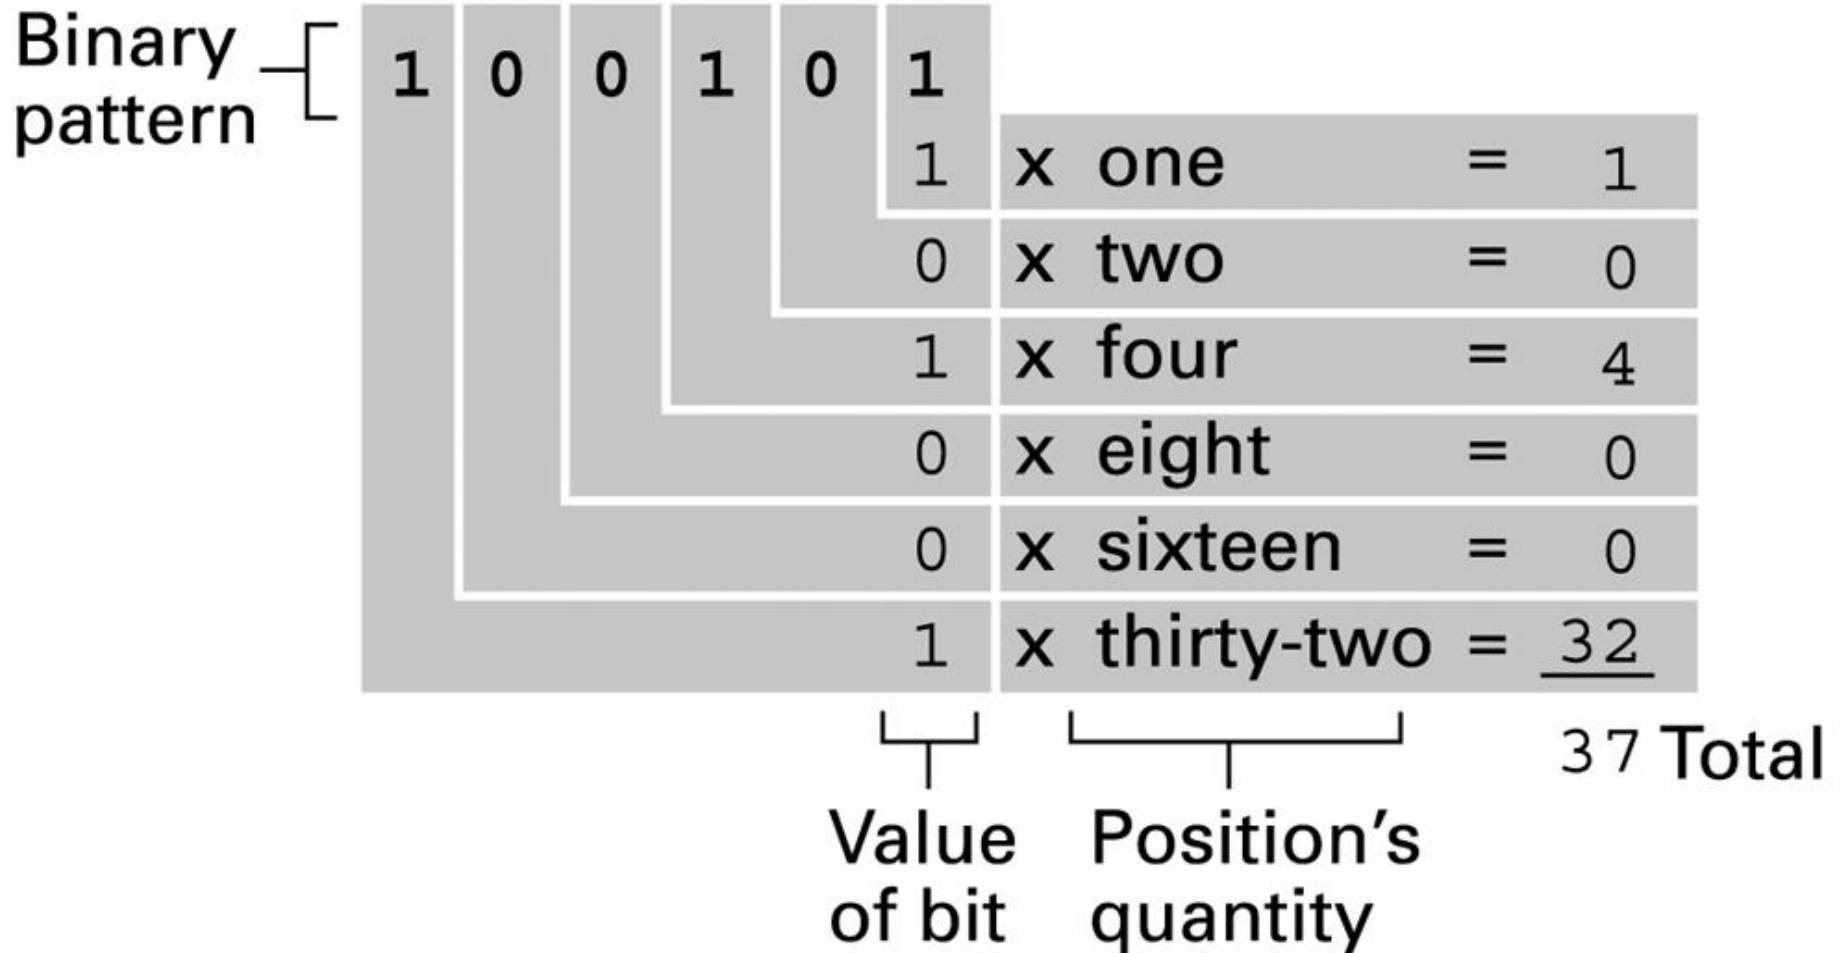 Binary
pattern
1 0 0 1 0 1
1 x one = 1
0 x two = 0
1 x four = 4
0 x eight = 0
0 x sixteen = 0
1 x thirty-two = 32
37 Total
Value
of bit
Position’s
quantity